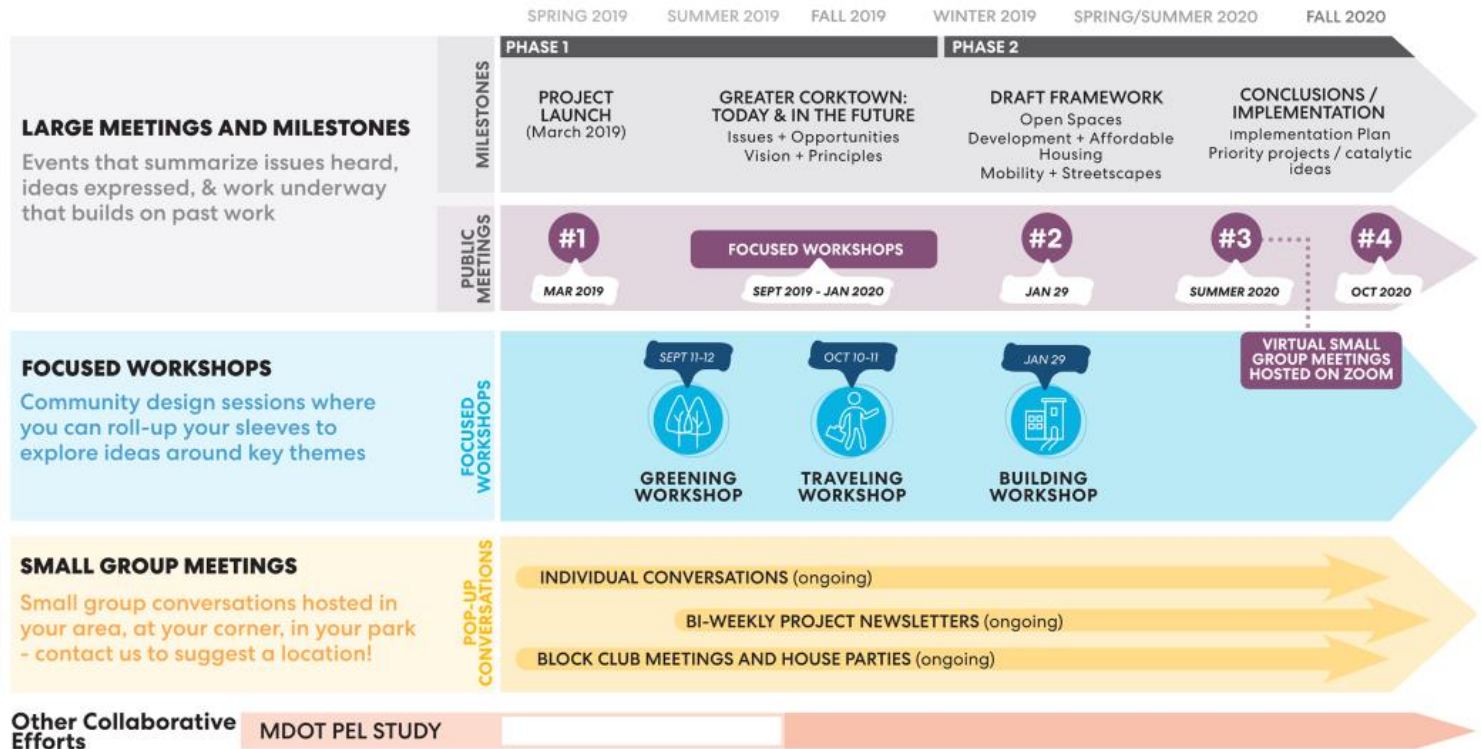 SPRING 2019 SUMMER 2019 FALL 2019 WINTER 2019 SPRING/SUMMER 2020 FALL 2020
PHASE 1 PHASE 2
LARGE MEETINGS AND MILESTONES
Events that summarize issues heard,
ideas expressed, & work underway
that builds on past work
MILESTONES
PROJECT
LAUNCH
(March 2019)
GREATER CORKTOWN:
TODAY & IN THE FUTURE
Issues + Opportunities
Vision + Principles
DRAFT FRAMEWORK
Open Spaces
Development + Affordable
Housing
Mobility + Streetscapes
CONCLUSIONS /
IMPLEMENTATION
Implementation Plan
Priority projects / catalytic
ideas
PUBLIC
MEETINGS
#1
MAR 2019
FOCUSED WORKSHOPS
SEPT 2019 - JAN 2020
#2
JAN 29
#3
SUMMER 2020
#4
OCT 2020
VIRTUAL SMALL
GROUP MEETINGS
HOSTED ON ZOOM
FOCUSED WORKSHOPS
Community design sessions where
you can roll-up your sleeves to
explore ideas around key themes
FOCUSED
WORKSHOPS
SEPT 11-12
GREENING
WORKSHOP
OCT 10-11
TRAVELING
WORKSHOP
JAN 29
BUILDING
WORKSHOP
SMALL GROUP MEETINGS
Small group conversations hosted in
your area, at your corner, in your park
- contact us to suggest a location!
POP-UP
CONVERSATIONS
INDIVIDUAL CONVERSATIONS (ongoing)
BI-WEEKLY PROJECT NEWSLETTERS (ongoing)
BLOCK CLUB MEETINGS AND HOUSE PARTIES (ongoing)
Other Collaborative
Efforts
MDOT PEL STUDY